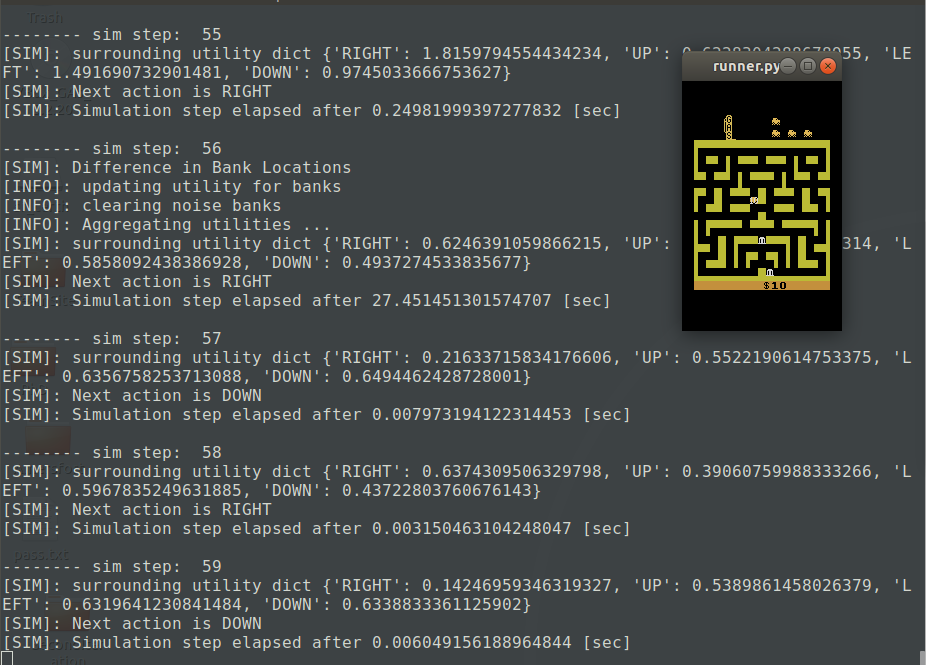 Trash
-------- sim step:  55
[SIM]: surrounding utility dict {'RIGHT': 1.8159794554434234, 'UP': 'LE
FT': 1.491690732901481, 'DOWN': 0.9745033666753627}
[SIM]: Next action is RIGHT
[SIM]: Simulation step elapsed after 0.24981999397277832 [sec]
-------- sim step:  56
[SIM]: Difference in Bank Locations
[INFO]: updating utility for banks
[INFO]: clearing noise banks
[INFO]: Aggregating utilities ...
[SIM]: surrounding utility dict {'RIGHT': 0.6246391059866215, 'UP': 314, 'L
EFT': 0.5858092438386928, 'DOWN': 0.4937274533835677}
[SIM]: Next action is RIGHT
[SIM]: Simulation step elapsed after 27.451451301574707 [sec]
-------- sim step:  57
[SIM]: surrounding utility dict {'RIGHT': 0.21633715834176606, 'UP': 0.5522190614753375, 'L
EFT': 0.6356758253713088, 'DOWN': 0.6494462428728001}
[SIM]: Next action is DOWN
[SIM]: Simulation step elapsed after 0.007973194122314453 [sec]
-------- sim step:  58
[SIM]: surrounding utility dict {'RIGHT': 0.6374309506329798, 'UP': 0.39060759988333266, 'L
EFT': 0.5967835249631885, 'DOWN': 0.43722803760676143}
[SIM]: Next action is RIGHT
[SIM]: Simulation step elapsed after 0.003150463104248047 [sec]
pass.txt
-------- sim step:  59
[SIM]: surrounding utility dict {'RIGHT': 0.14246959346319327, 'UP': 0.5389861458026379, 'L
EFT': 0.6319641230841484, 'DOWN': 0.6338833361125902}
[SIM]: Next action is DOWN
[SIM]: Simulation step elapsed after 0.006049156188964844 [sec]
runner.py
$10